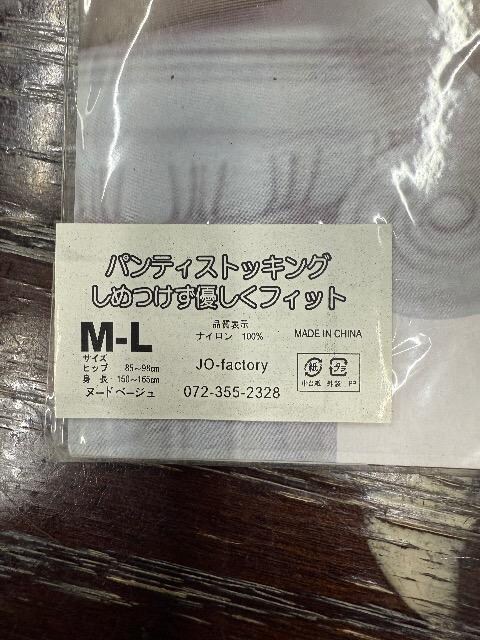 パンティストッキング
しめつけず優しくフィット
M-L
サイズ
ヒップ 85～98cm
身長 150～165cm
ヌードベージュ
品質表示
ナイロン 100%
JO-factory
072-355-2328
MADE IN CHINA
紙 プラ
中台紙 外袋 PP